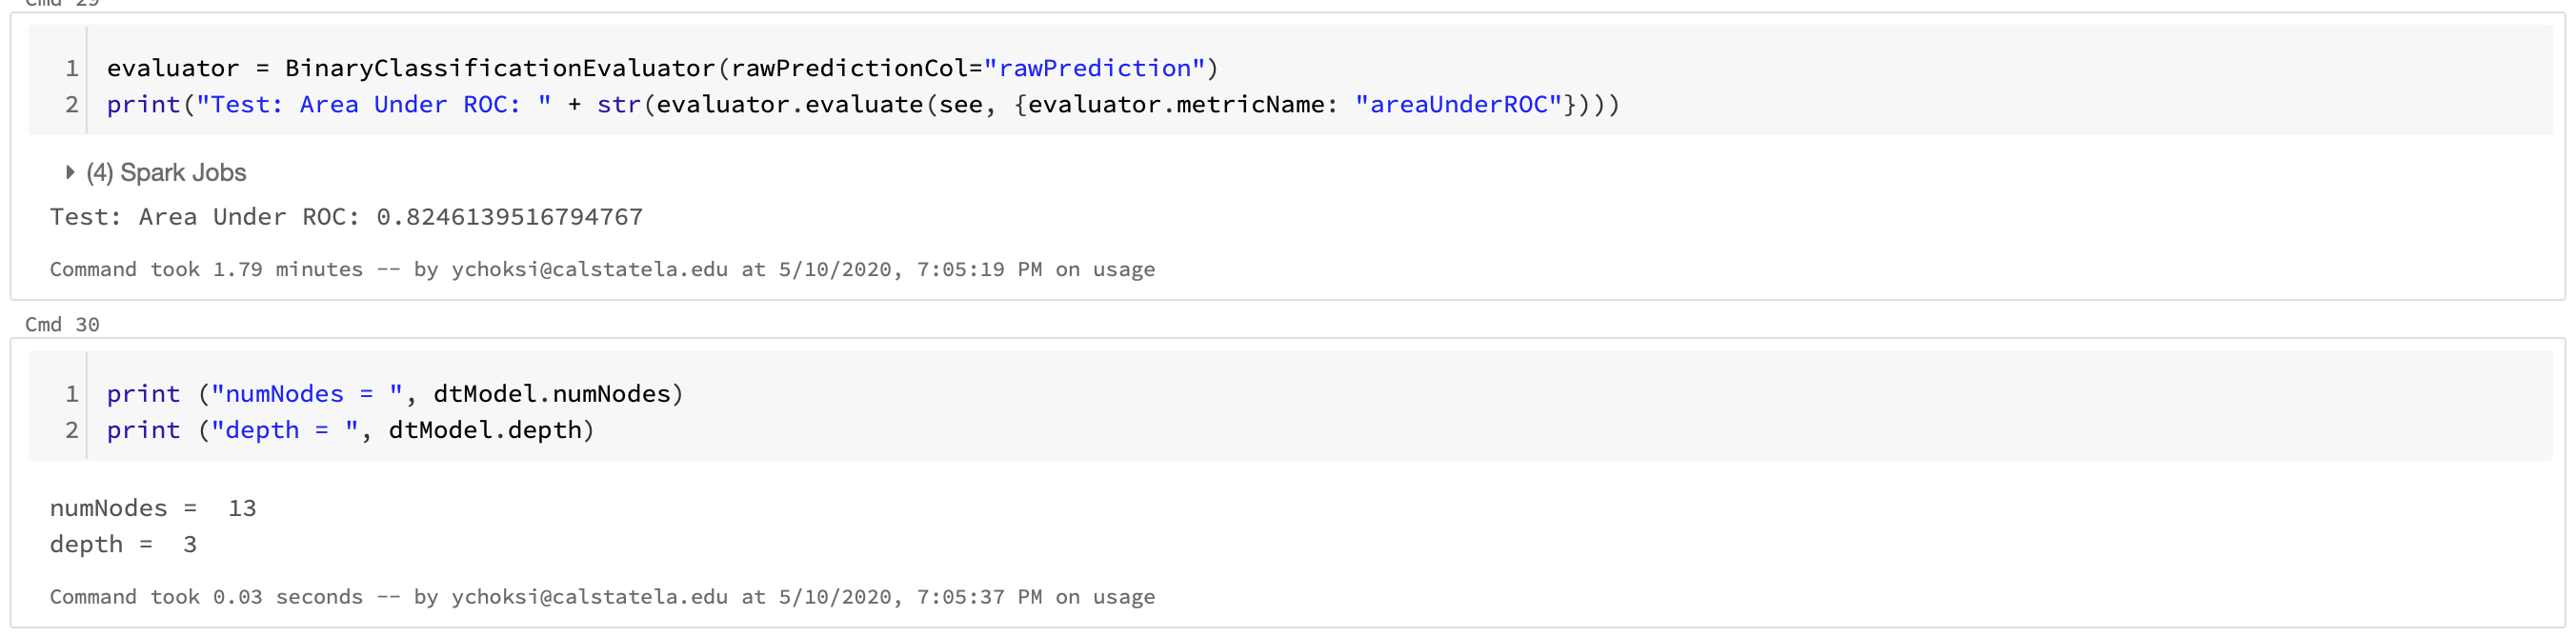 Cmd 29
1 evaluator = BinaryClassificationEvaluator(rawPredictionCol="rawPrediction")
2 print("Test: Area Under ROC: " + str(evaluator.evaluate(see, {evaluator.metricName: "areaUnderROC"})))
(4) Spark Jobs
Test: Area Under ROC: 0.8246139516794767
Command took 1.79 minutes -- by ychoksi@calstatela.edu at 5/10/2020, 7:05:19 PM on usage
Cmd 30
1 print ("numNodes = ", dtModel.numNodes)
2 print ("depth = ", dtModel.depth)
numNodes =  13
depth =  3
Command took 0.03 seconds -- by ychoksi@calstatela.edu at 5/10/2020, 7:05:37 PM on usage